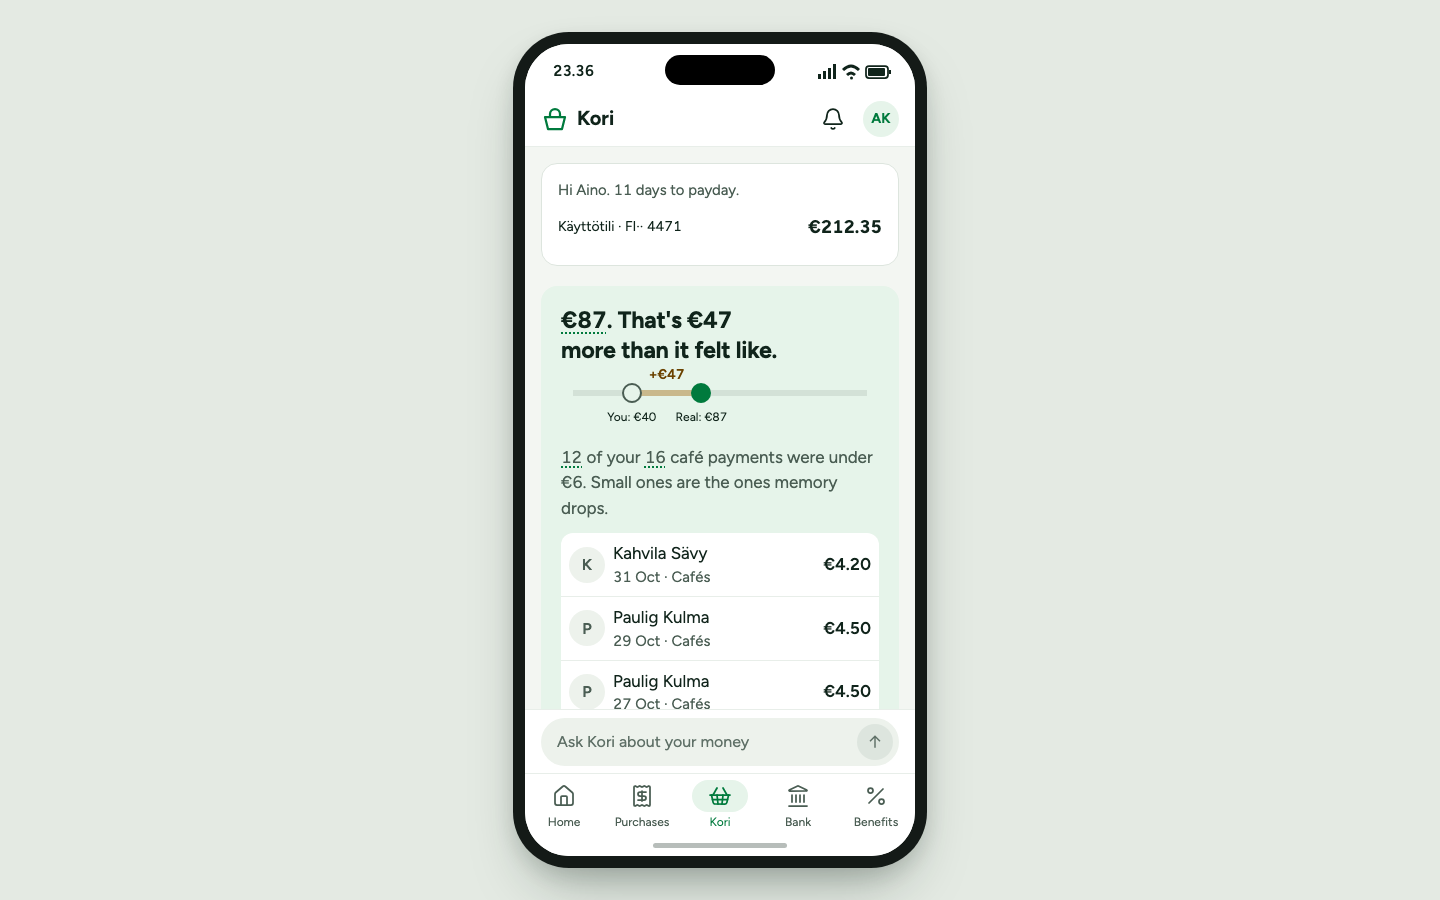 23.36
Kori
AK
Hi Aino. 11 days to payday.
Käyttötili · FI·· 4471
€212.35
€87. That's €47
more than it felt like.
+€47
You: €40
Real: €87
12 of your 16 café payments were under
€6. Small ones are the ones memory
drops.
K
Kahvila Sävy
31 Oct · Cafés
€4.20
P
Paulig Kulma
29 Oct · Cafés
€4.50
P
Paulig Kulma
27 Oct · Cafés
€4.50
Ask Kori about your money
Home
Purchases
Kori
Bank
Benefits